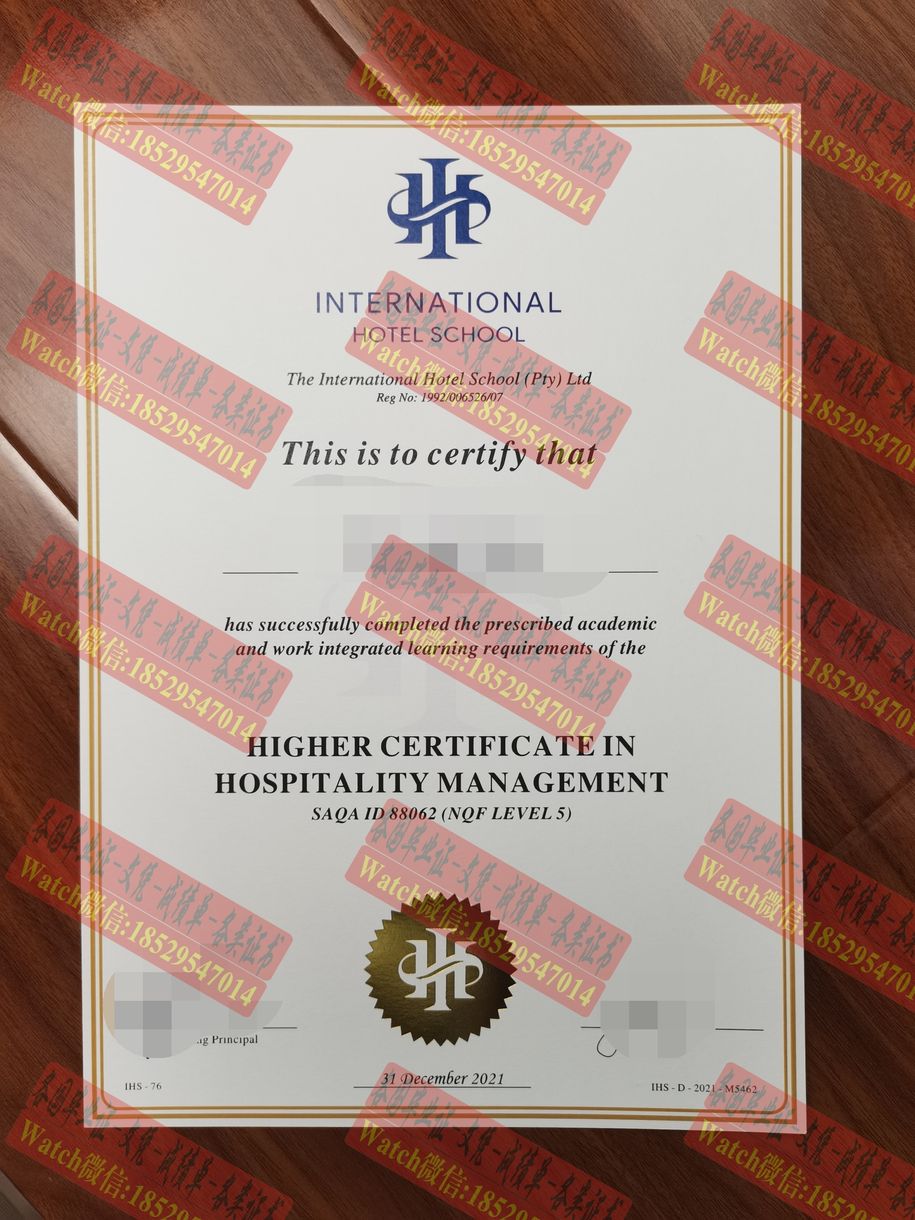 INTERNATIONAL
HOTEL SCHOOL
The International Hotel School (Pty) Ltd
Reg No: 1992/006526/07
This is to certify that
has successfully completed the prescribed academic
and work integrated learning requirements of the
HIGHER CERTIFICATE IN
HOSPITALITY MANAGEMENT
SAQA ID 88062 (NQF LEVEL 5)
Principal
IHS - 76
31 December 2021
IHS - D - 2021 - M5462
各国毕业证-文凭-成绩单-各类证书
Watch微信:18529547014